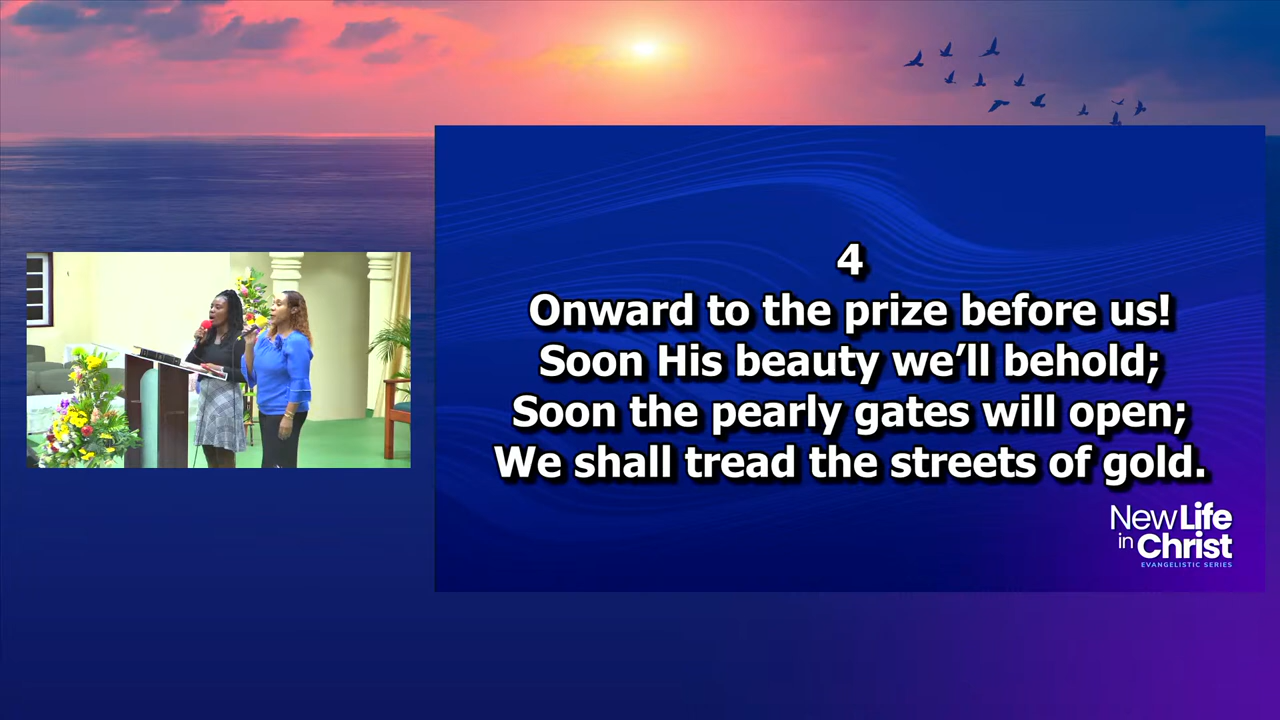 4
Onward to the prize before us!
Soon His beauty we’ll behold;
Soon the pearly gates will open;
We shall tread the streets of gold.
New Life
in Christ
EVANGELISTIC SERIES